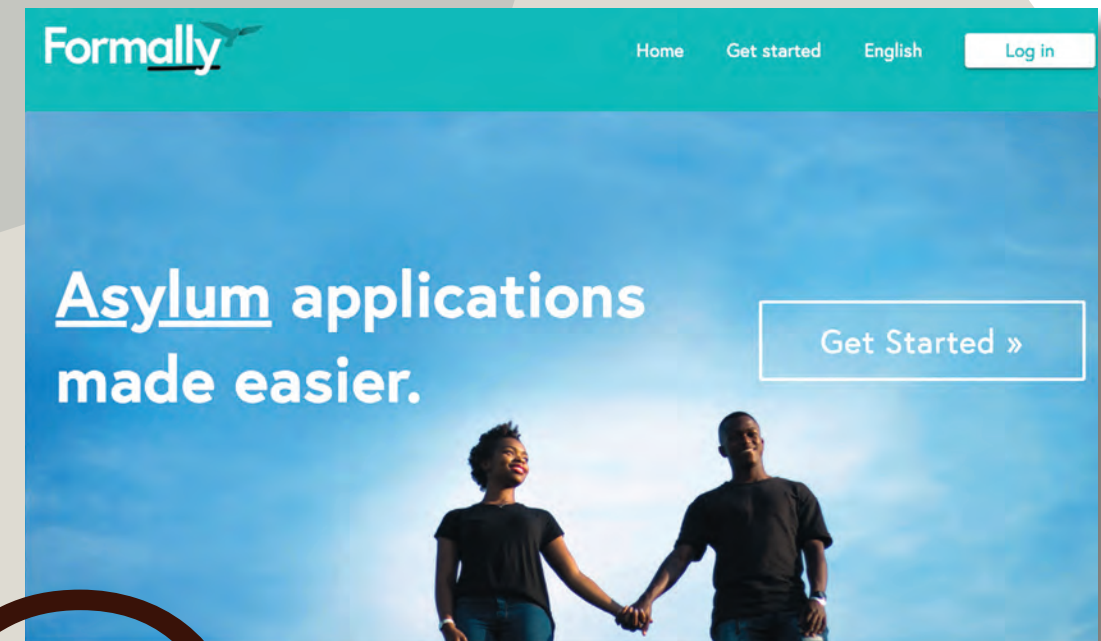 Formally
Home Get started English Log in
Asylum applications
made easier.
Get Started »